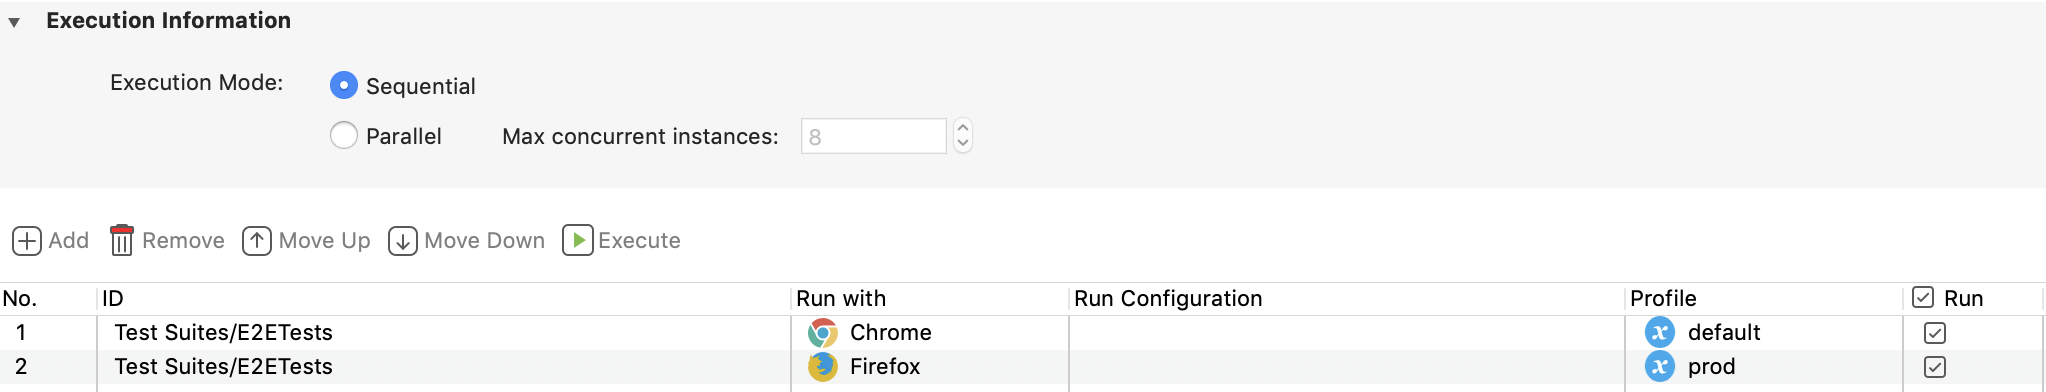 Execution Information
Execution Mode: Sequential
Parallel Max concurrent instances: 8
Add Remove Move Up Move Down Execute
No. ID Run with Run Configuration Profile Run
1 Test Suites/E2ETests Chrome default
2 Test Suites/E2ETests Firefox prod